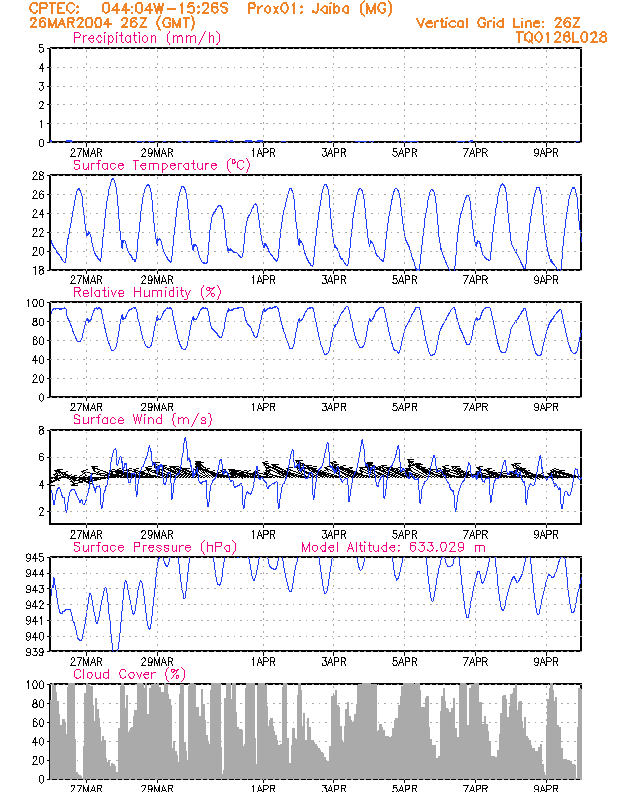 CPTEC: 044:04W-15:26S Prox01: Jaiba (MG)
26MAR2004 26Z (GMT) Vertical Grid Line: 26Z
Precipitation (mm/h) TQ0126L028
5
4
3
2
1
0
27MAR 29MAR 1APR 3APR 5APR 7APR 9APR
Surface Temperature (°C)
28
26
24
22
20
18
27MAR 29MAR 1APR 3APR 5APR 7APR 9APR
Relative Humidity (%)
100
80
60
40
20
0
27MAR 29MAR 1APR 3APR 5APR 7APR 9APR
Surface Wind (m/s)
8
6
4
2
27MAR 29MAR 1APR 3APR 5APR 7APR 9APR
Surface Pressure (hPa) Model Altitude: 633.029 m
945
944
943
942
941
940
939
27MAR 29MAR 1APR 3APR 5APR 7APR 9APR
Cloud Cover (%)
100
80
60
40
20
0
27MAR 29MAR 1APR 3APR 5APR 7APR 9APR